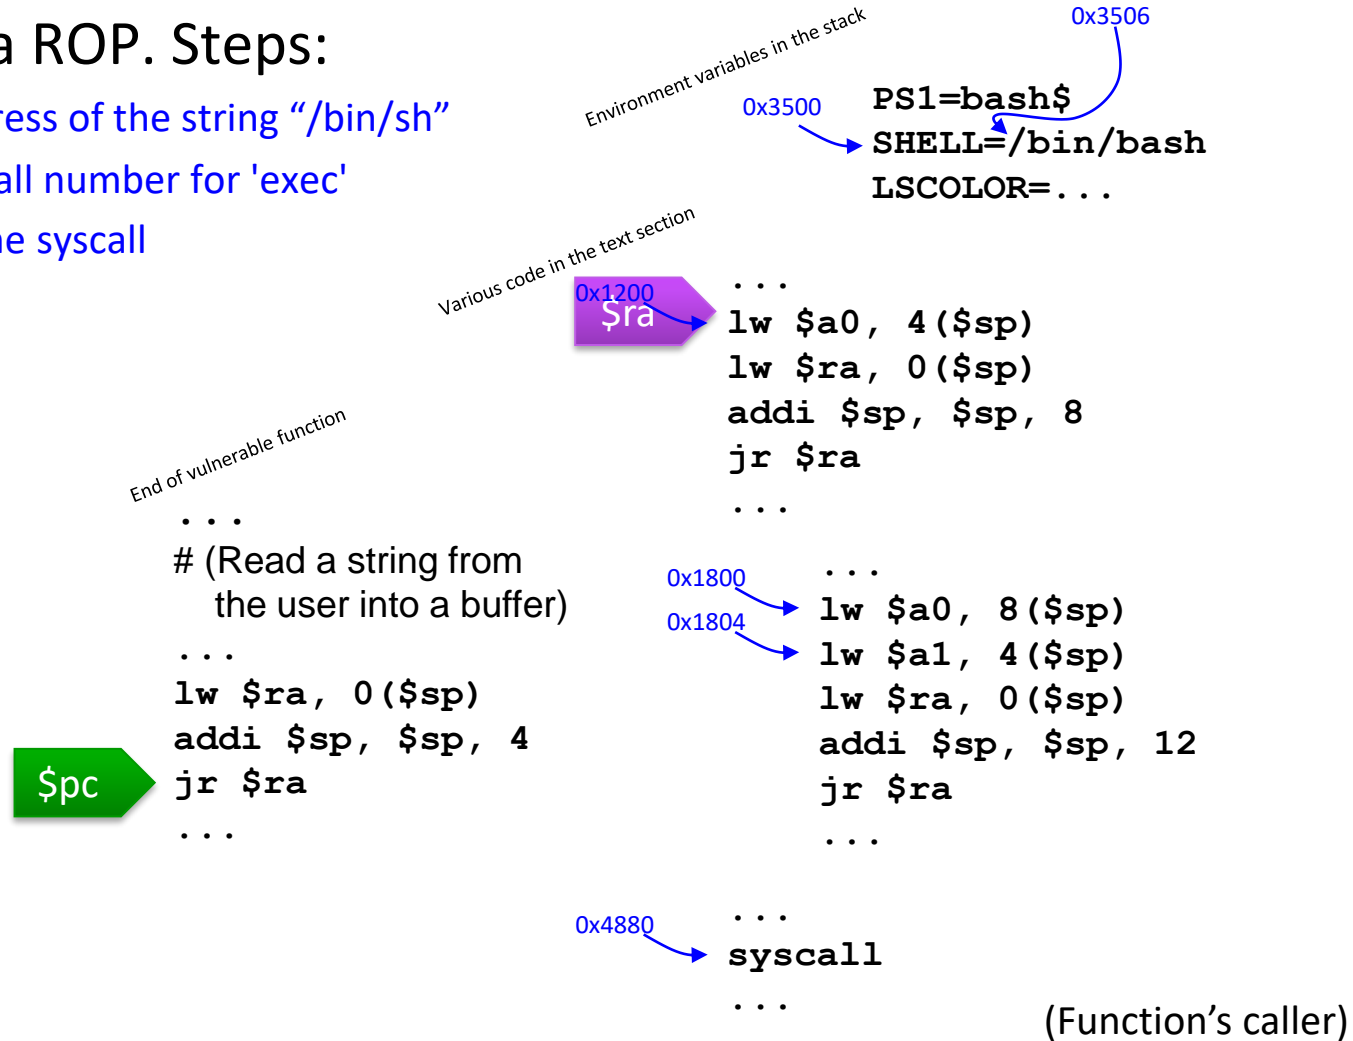 a ROP. Steps:
ress of the string “/bin/sh”
all number for 'exec'
he syscall
Environment variables in the stack
0x3506
0x3500
PS1=bash$
SHELL=/bin/bash
LSCOLOR=...
Various code in the text section
0x1200
$ra
...
lw $a0, 4($sp)
lw $ra, 0($sp)
addi $sp, $sp, 8
jr $ra
...
End of vulnerable function
...
# (Read a string from
the user into a buffer)
...
lw $ra, 0($sp)
addi $sp, $sp, 4
$pc
jr $ra
...
0x1800
0x1804
...
lw $a0, 8($sp)
lw $a1, 4($sp)
lw $ra, 0($sp)
addi $sp, $sp, 12
jr $ra
...
0x4880
...
syscall
...
(Function’s caller)